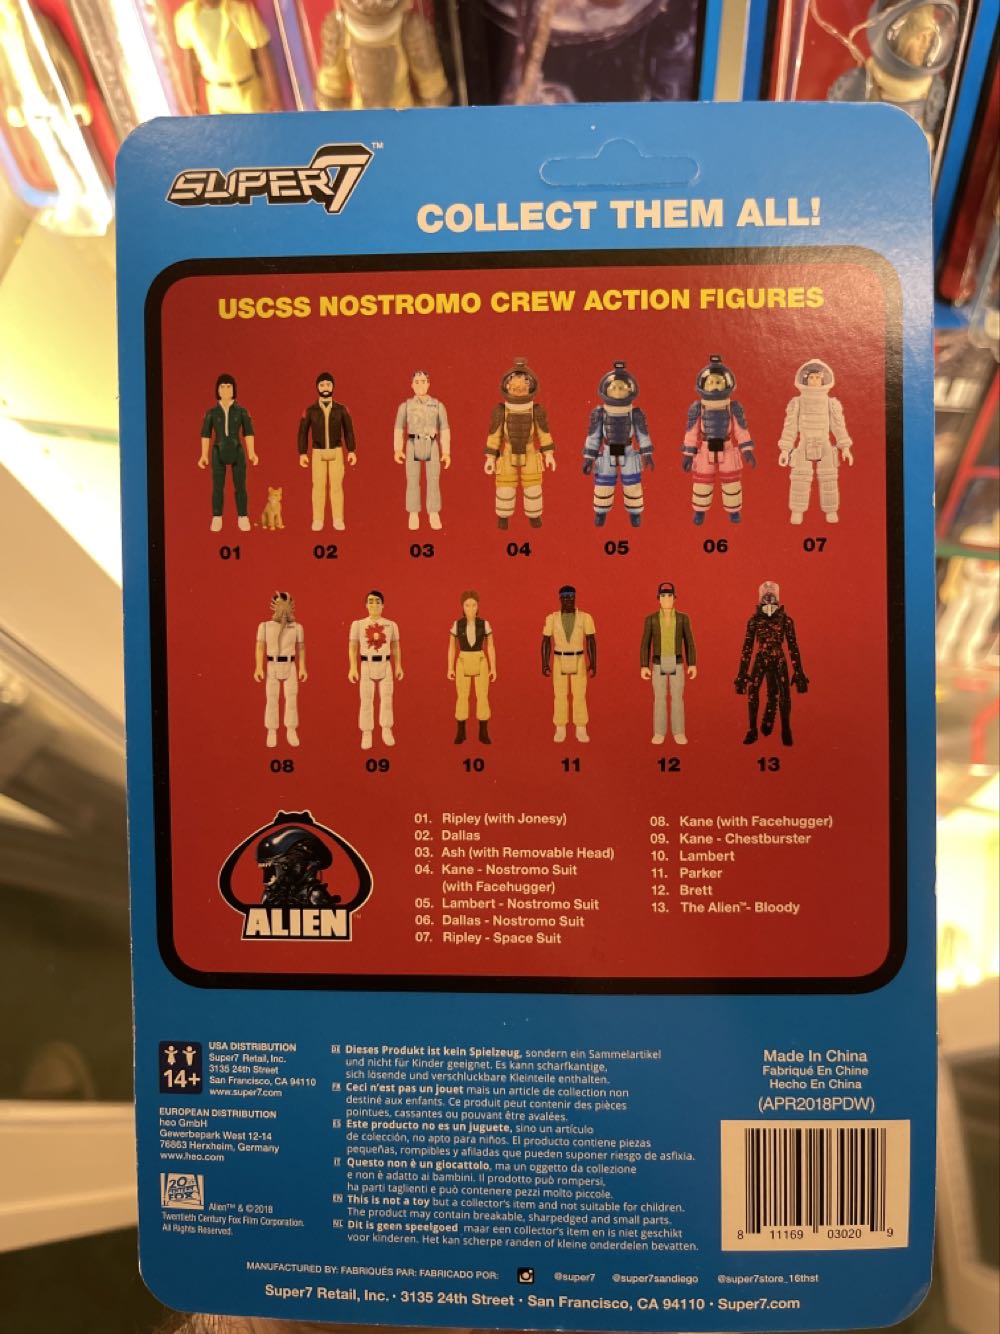 SUPER7™
COLLECT THEM ALL!
USCSS NOSTROMO CREW ACTION FIGURES
01 02 03 04 05 06 07
08 09 10 11 12 13
01. Ripley (with Jonesy)
02. Dallas
03. Ash (with Removable Head)
04. Kane - Nostromo Suit
(with Facehugger)
05. Lambert - Nostromo Suit
06. Dallas - Nostromo Suit
07. Ripley - Space Suit
08. Kane (with Facehugger)
09. Kane - Chestburster
10. Lambert
11. Parker
12. Brett
13. The Alien™- Bloody
ALIEN™
14+
USA DISTRIBUTION
Super7 Retail, Inc.
3135 24th Street
San Francisco, CA 94110
www.super7.com
EUROPEAN DISTRIBUTION
heo GmbH
Gewerbepark West 12-14
76863 Herxheim, Germany
www.heo.com
20th
CENTURY
FOX
Alien™ & ©2018
Twentieth Century Fox Film Corporation.
All Rights Reserved.
DE Dieses Produkt ist kein Spielzeug, sondern ein Sammelartikel
und nicht für Kinder geeignet. Es kann scharfkantige,
sich lösende und verschluckbare Kleinteile enthalten.
FR Ceci n'est pas un jouet mais un article de collection non
destiné aux enfants. Ce produit peut contenir des pièces
pointues, cassantes ou pouvant être avalées.
ES Este producto no es un juguete, sino un artículo
de colección, no apto para niños. El producto contiene piezas
pequeñas, rompibles y afiladas que pueden suponer riesgo de asfixia.
IT Questo non è un giocattolo, ma un oggetto da collezione
e non è adatto ai bambini. Il prodotto può rompersi,
ha parti taglienti e può contenere pezzi molto piccole.
EN This is not a toy but a collector's item and not suitable for children.
The product may contain breakable, sharpedged and small parts.
NL Dit is geen speelgoed maar een collectors item en is niet geschikt
voor kinderen. Het kan scherpe randen of kleine onderdelen bevatten.
Made In China
Fabriqué En Chine
Hecho En China
(APR2018PDW)
8 11169 03020 9
MANUFACTURED BY: FABRIQUÉS PAR: FABRICADO POR: @super7 @super7sandiego @super7store_16thst
Super7 Retail, Inc. · 3135 24th Street · San Francisco, CA 94110 · Super7.com